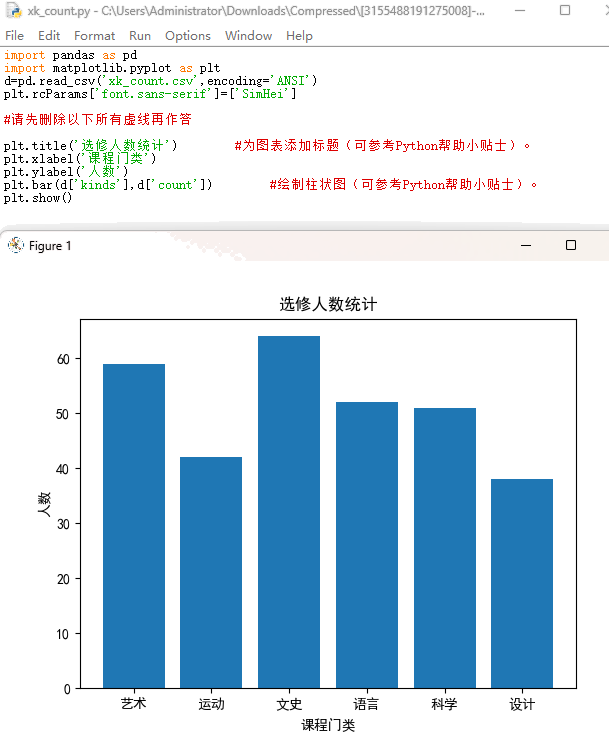 xk_count.py - C:\Users\Administrator\Downloads\Compressed\[3155488191275008]-...
File Edit Format Run Options Window Help
import pandas as pd
import matplotlib.pyplot as plt
d=pd.read_csv('xk_count.csv',encoding='ANSI')
plt.rcParams['font.sans-serif']=['SimHei']
#请先删除以下所有虚线再作答
plt.title('选修人数统计') #为图表添加标题（可参考Python帮助小贴士）。
plt.xlabel('课程门类')
plt.ylabel('人数')
plt.bar(d['kinds'],d['count']) #绘制柱状图（可参考Python帮助小贴士）。
plt.show()
Figure 1
选修人数统计
60
50
40
30
20
10
0
人数
艺术 运动 文史 语言 科学 设计
课程门类